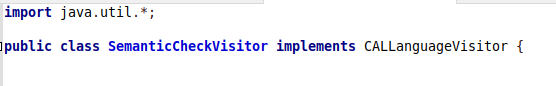 import java.util.*;
public class SemanticCheckVisitor implements CALLanguageVisitor {